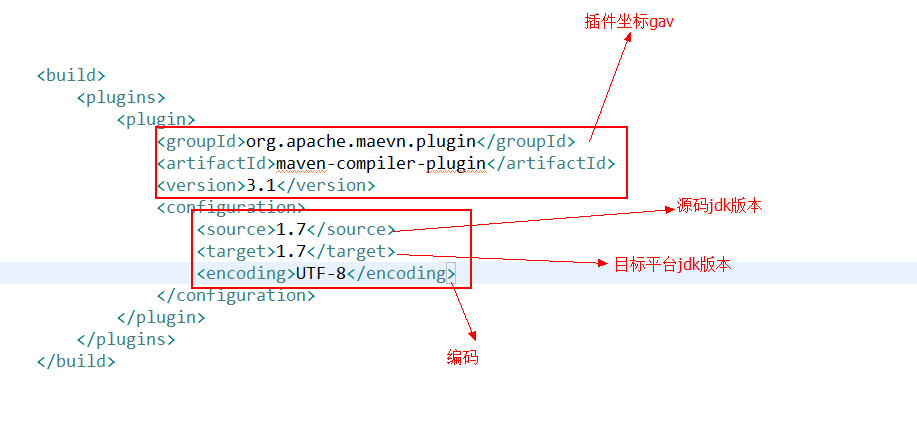 插件坐标gav
<build>
<plugins>
<plugin>
<groupId>org.apache.maevn.plugin</groupId>
<artifactId>maven-compiler-plugin</artifactId>
<version>3.1</version>
<configuration>
<source>1.7</source>
源码jdk版本
<target>1.7</target>
目标平台jdk版本
<encoding>UTF-8</encoding>
</configuration>
</plugin>
</plugins>
编码
</build>